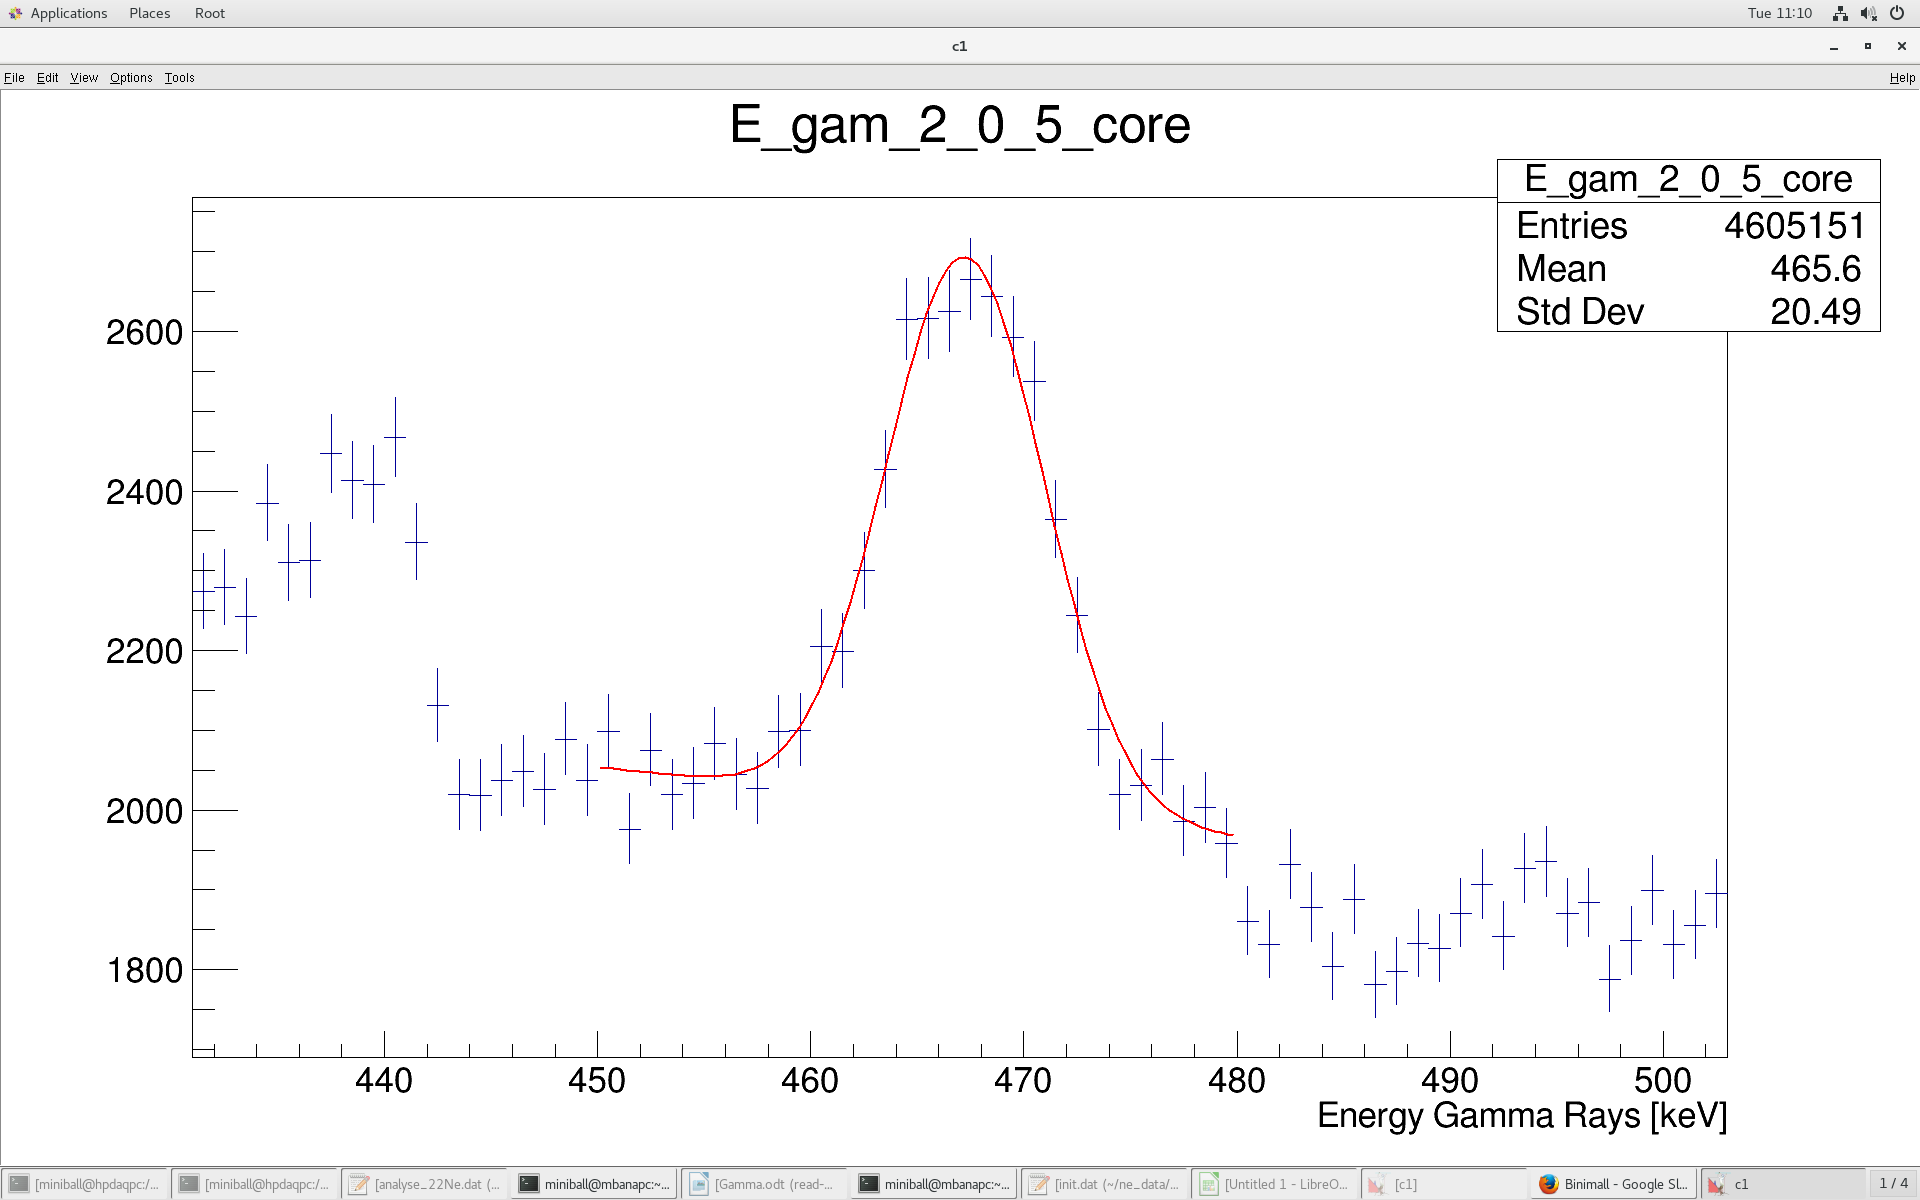 Applications Places Root Tue 11:10
c1
File Edit View Options Tools Help
E_gam_2_0_5_core
E_gam_2_0_5_core
Entries 4605151
Mean 465.6
Std Dev 20.49
2600
2400
2200
2000
1800
440 450 460 470 480 490 500
Energy Gamma Rays [keV]
[miniball@hpdaqpc:/... [miniball@hpdaqpc:/... [analyse_22Ne.dat (... miniball@mbanapc:~... [Gamma.odt (read-... miniball@mbanapc:~... [init.dat (~/ne_data/... [Untitled 1 - LibreO... [c1] Binimall - Google Sl... c1 1 / 4